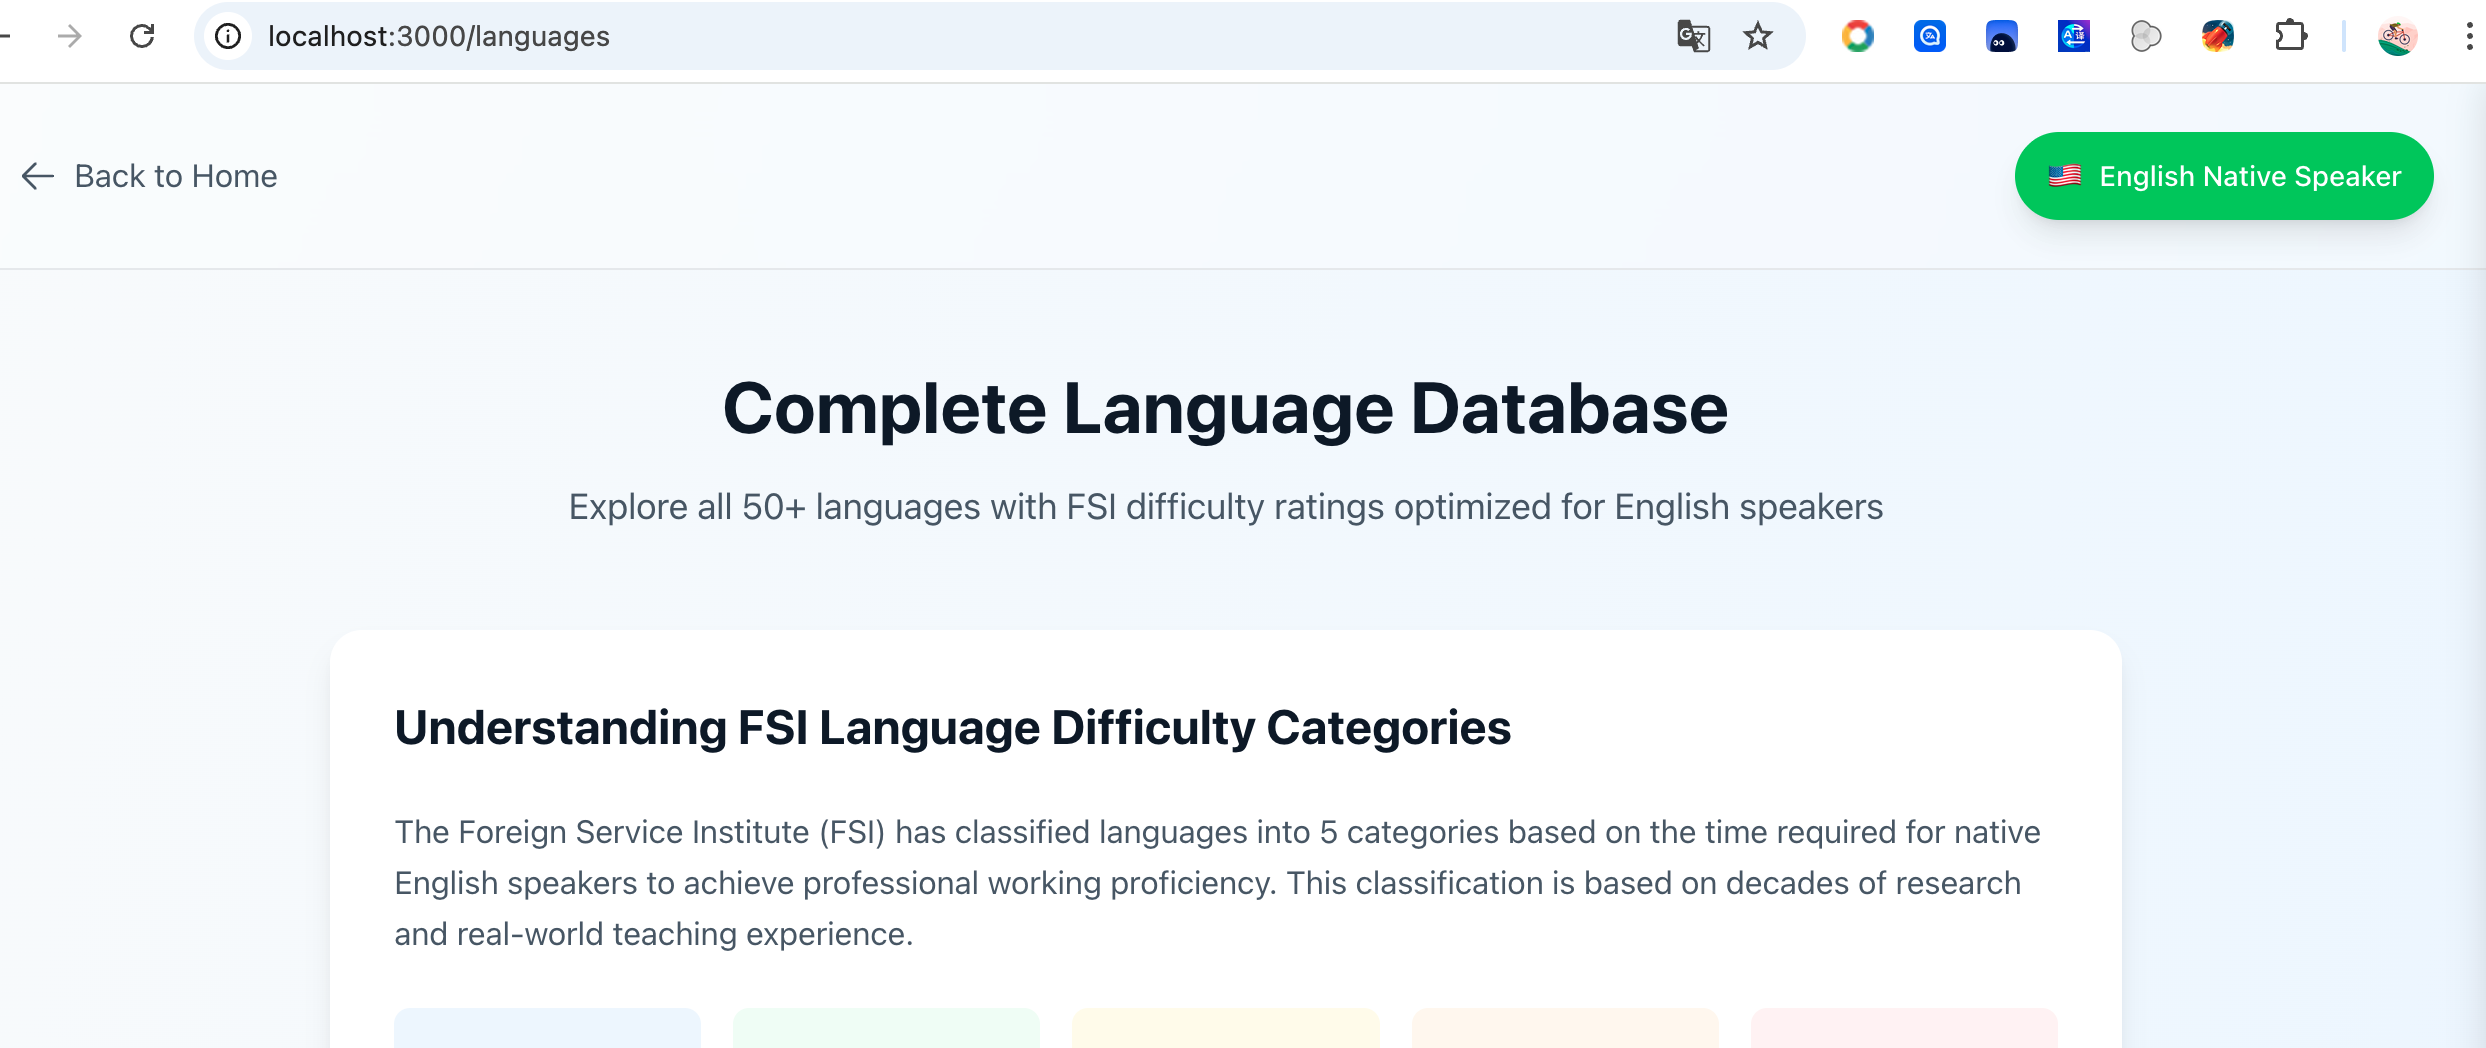 localhost:3000/languages
Back to Home
English Native Speaker
Complete Language Database
Explore all 50+ languages with FSI difficulty ratings optimized for English speakers
Understanding FSI Language Difficulty Categories
The Foreign Service Institute (FSI) has classified languages into 5 categories based on the time required for native
English speakers to achieve professional working proficiency. This classification is based on decades of research
and real-world teaching experience.